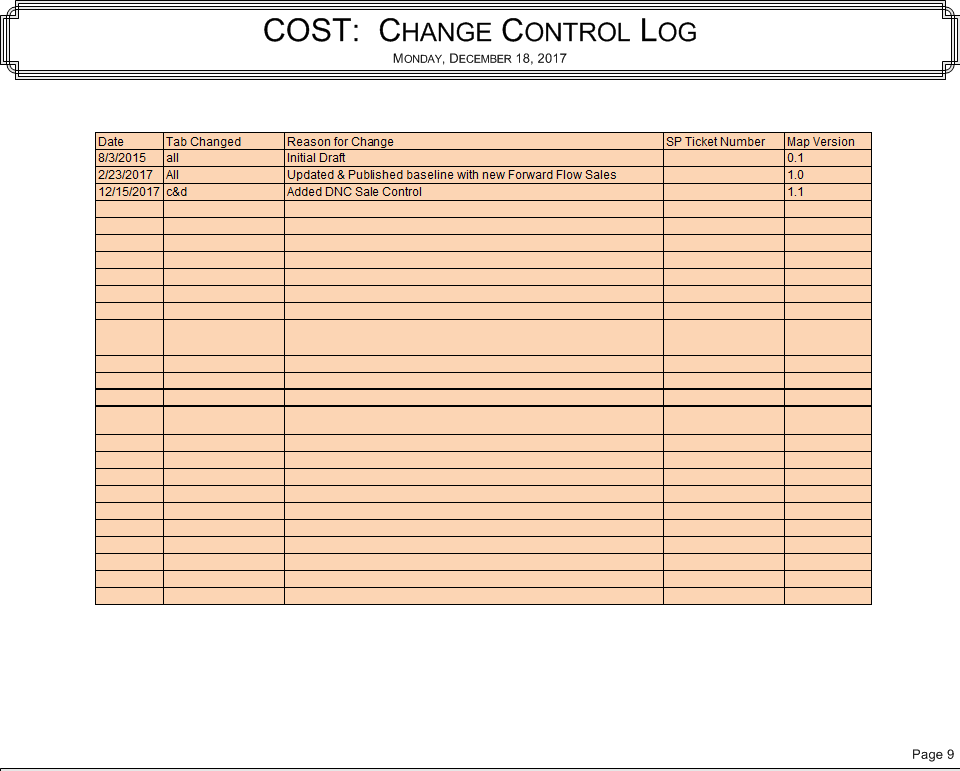 COST: CHANGE CONTROL LOG
MONDAY, DECEMBER 18, 2017
Date Tab Changed Reason for Change SP Ticket Number Map Version
8/3/2015 all Initial Draft 0.1
2/23/2017 All Updated & Published baseline with new Forward Flow Sales 1.0
12/15/2017 c&d Added DNC Sale Control 1.1
Page 9